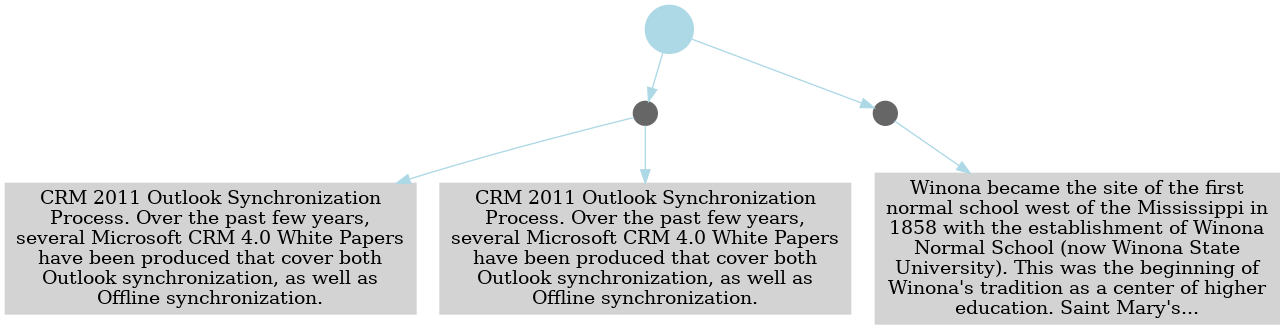 CRM 2011 Outlook Synchronization
Process. Over the past few years,
several Microsoft CRM 4.0 White Papers
have been produced that cover both
Outlook synchronization, as well as
Offline synchronization.
CRM 2011 Outlook Synchronization
Process. Over the past few years,
several Microsoft CRM 4.0 White Papers
have been produced that cover both
Outlook synchronization, as well as
Offline synchronization.
Winona became the site of the first
normal school west of the Mississippi in
1858 with the establishment of Winona
Normal School (now Winona State
University). This was the beginning of
Winona's tradition as a center of higher
education. Saint Mary's...